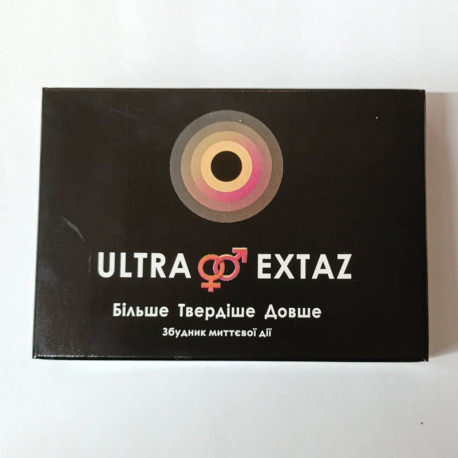 ULTRA EXTAZ
Більше Твердіше Довше
Збудник миттєвої дії